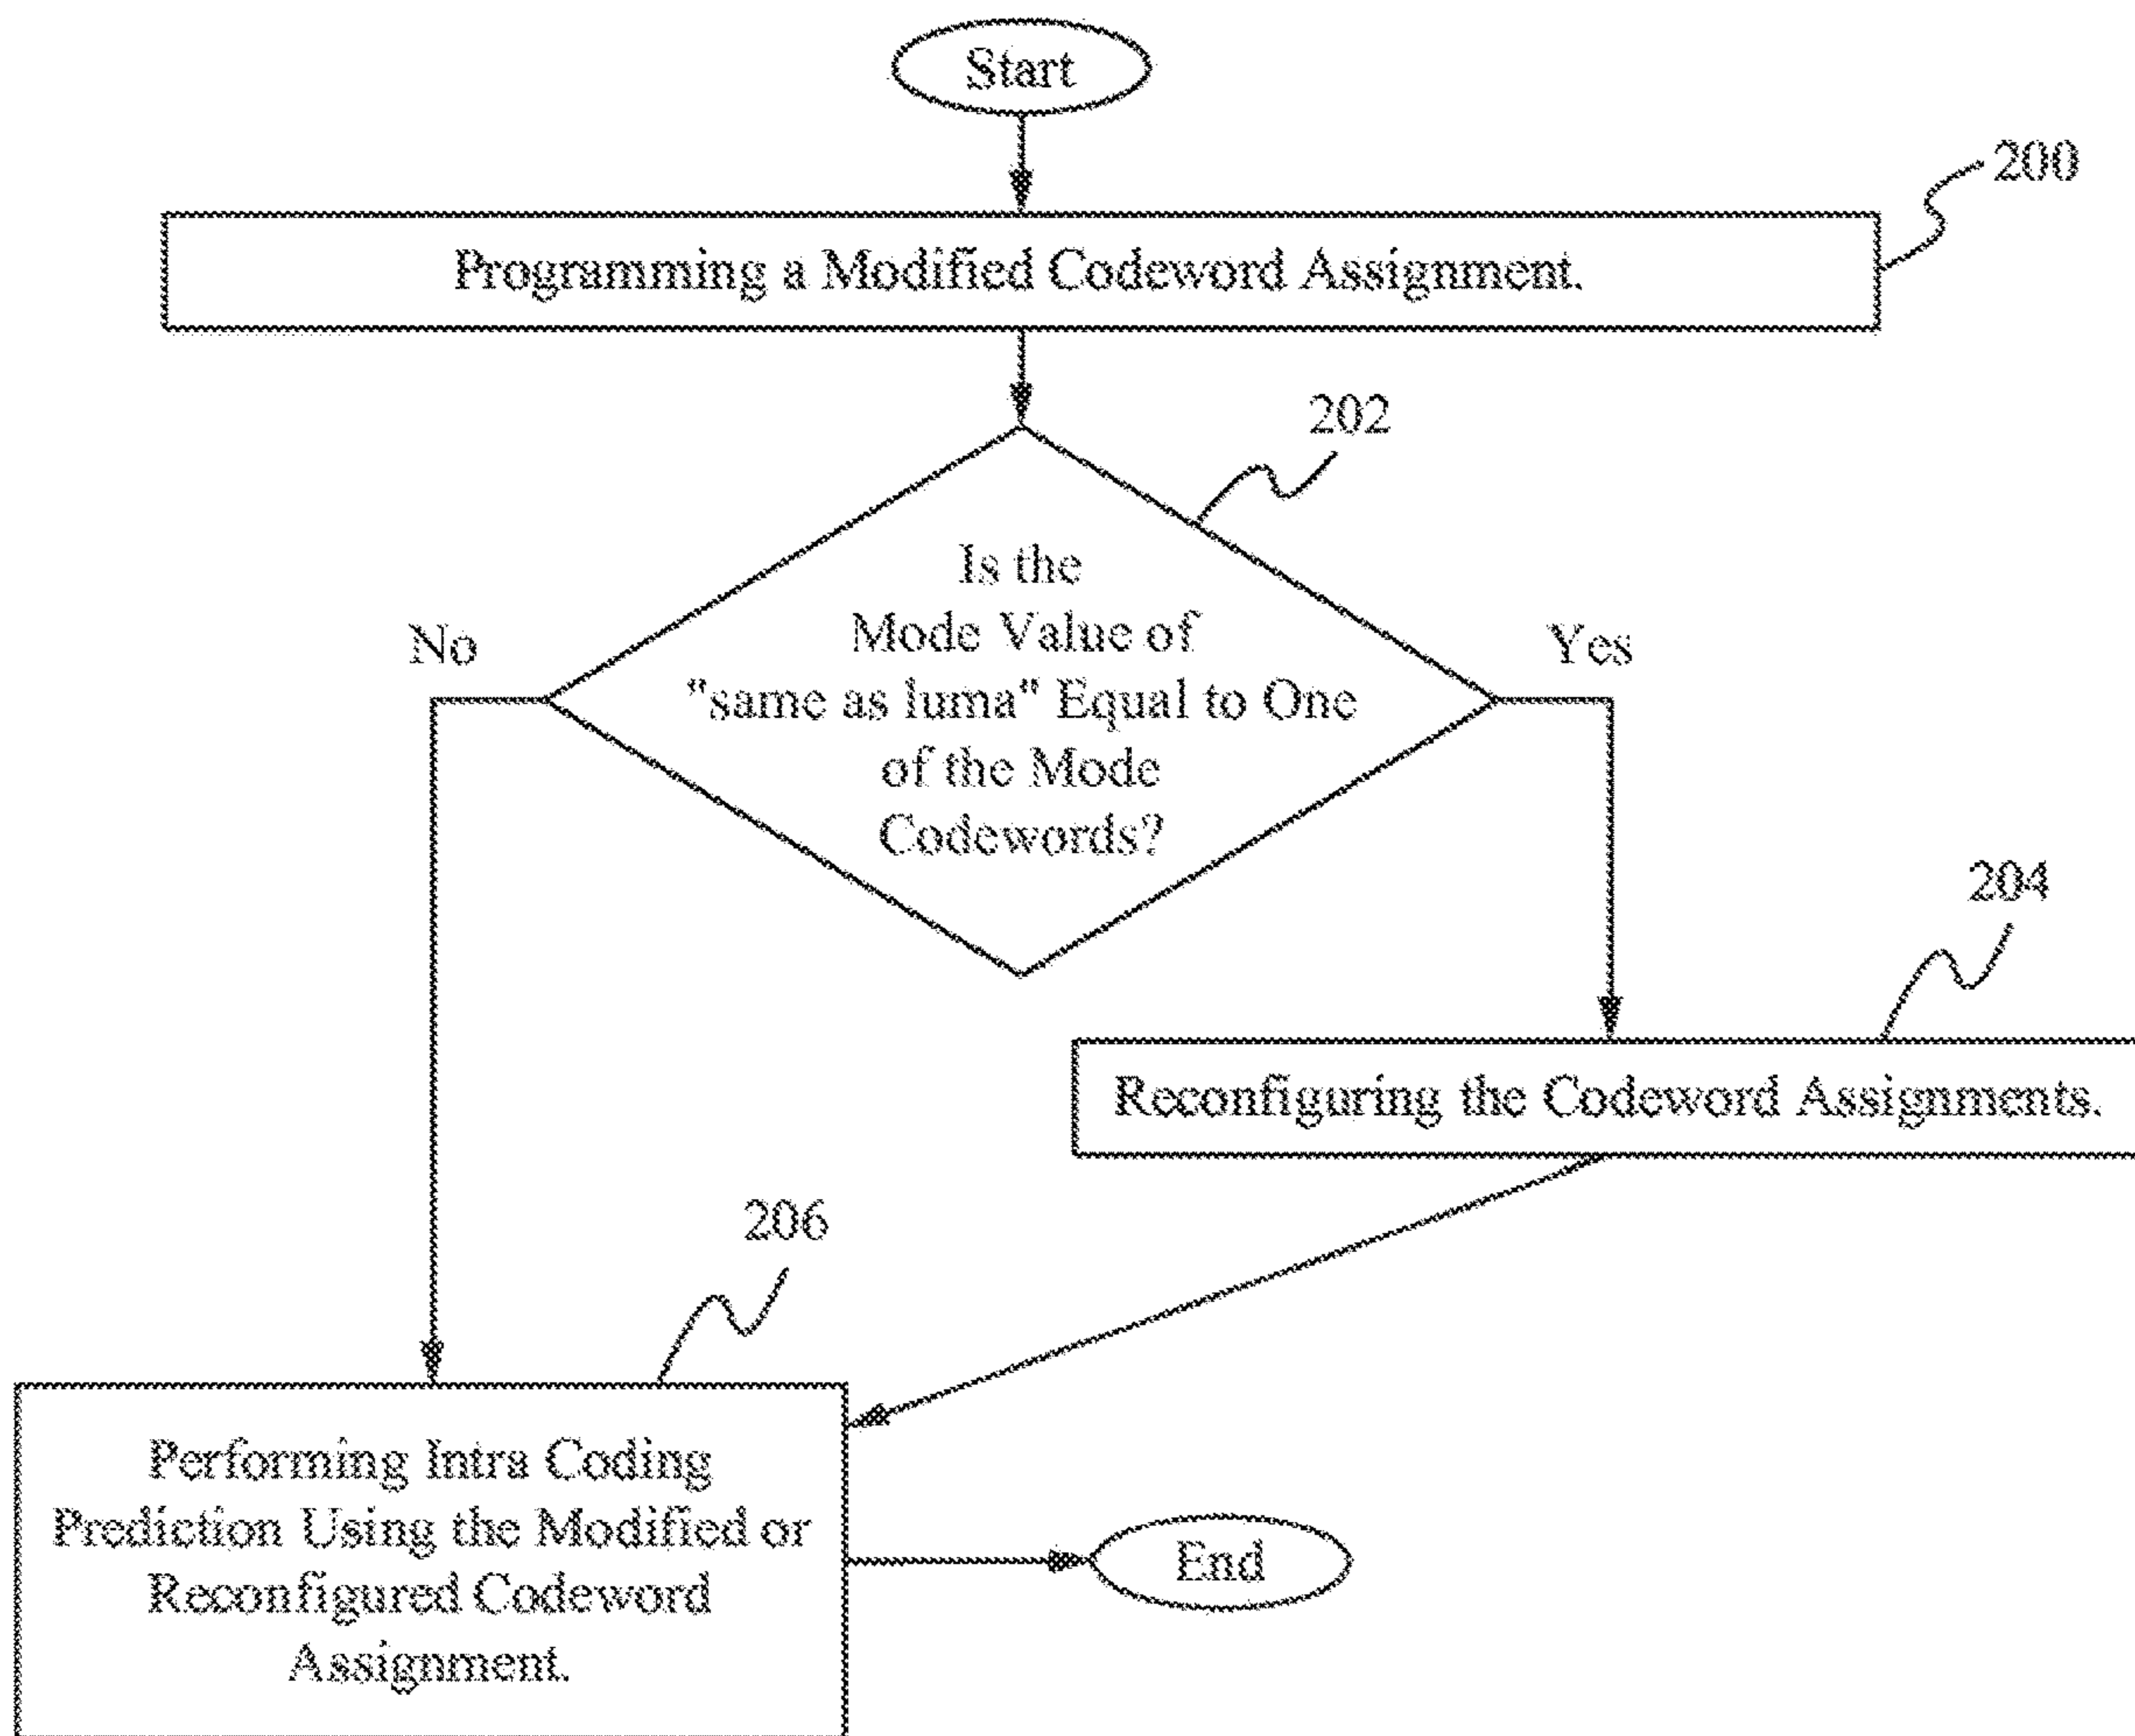 Start
200
Programming a Modified Codeword Assignment.
202
Is the
Mode Value of
"same as luma" Equal to One
of the Mode
Codewords?
No
Yes
204
Reconfiguring the Codeword Assignments.
206
Performing Intra Coding
Prediction Using the Modified or
Reconfigured Codeword
Assignment.
End